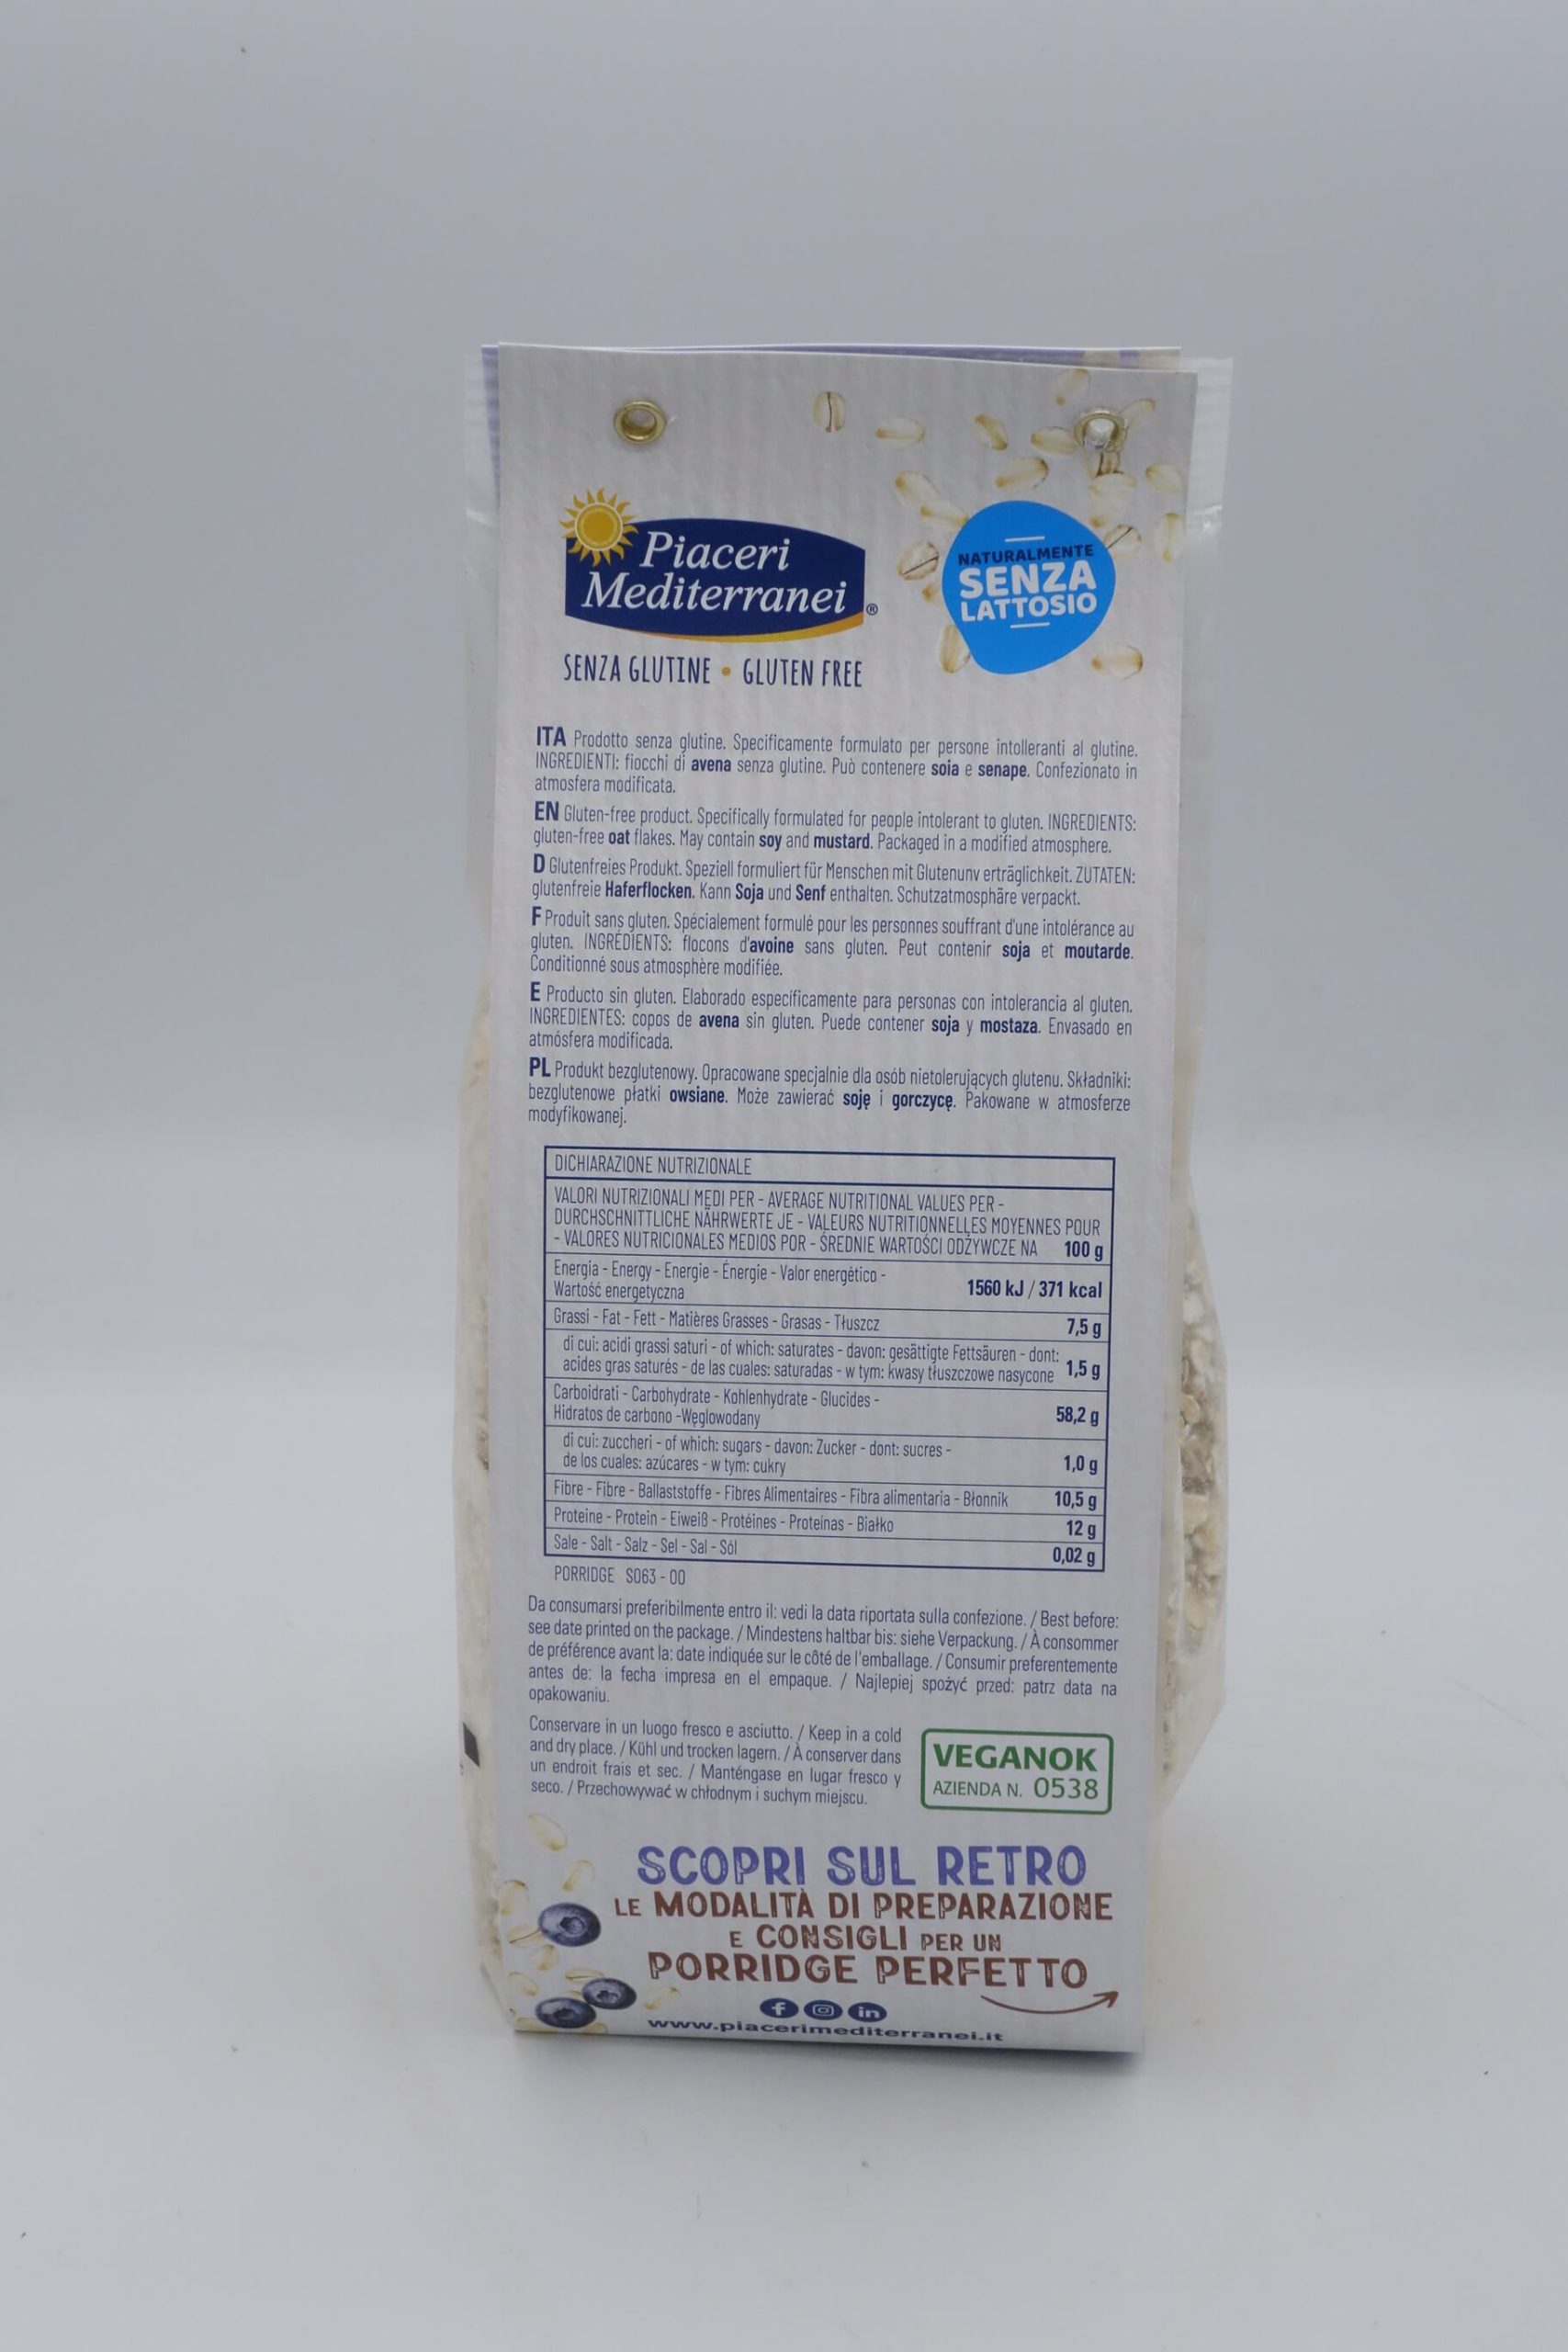 Piaceri
Mediterranei ®
SENZA GLUTINE • GLUTEN FREE
NATURALMENTE
SENZA
LATTOSIO
ITA Prodotto senza glutine. Specificamente formulato per persone intolleranti al glutine.
INGREDIENTI: fiocchi di avena senza glutine. Può contenere soia e senape. Confezionato in
atmosfera modificata.
EN Gluten-free product. Specifically formulated for people intolerant to gluten. INGREDIENTS:
gluten-free oat flakes. May contain soy and mustard. Packaged in a modified atmosphere.
D Glutenfreies Produkt. Speziell formuliert für Menschen mit Glutenunv erträglichkeit. ZUTATEN:
glutenfreie Haferflocken. Kann Soja und Senf enthalten. Schutzatmosphäre verpackt.
F Produit sans gluten. Spécialement formulé pour les personnes souffrant d'une intolérance au
gluten. INGRÉDIENTS: flocons d'avoine sans gluten. Peut contenir soja et moutarde.
Conditionné sous atmosphère modifiée.
E Producto sin gluten. Elaborado específicamente para personas con intolerancia al gluten.
INGREDIENTES: copos de avena sin gluten. Puede contener soja y mostaza. Envasado en
atmósfera modificada.
PL Produkt bezglutenowy. Opracowane specjalnie dla osób nietolerujących glutenu. Składniki:
bezglutenowe płatki owsiane. Może zawierać soję i gorczycę. Pakowane w atmosferze
modyfikowanej.
DICHIARAZIONE NUTRIZIONALE
VALORI NUTRIZIONALI MEDI PER - AVERAGE NUTRITIONAL VALUES PER -
DURCHSCHNITTLICHE NÄHRWERTE JE - VALEURS NUTRITIONNELLES MOYENNES POUR
- VALORES NUTRICIONALES MEDIOS POR - ŚREDNIE WARTOŚCI ODŻYWCZE NA 100 g
Energia - Energy - Energie - Énergie - Valor energético -
Wartość energetyczna 1560 kJ / 371 kcal
Grassi - Fat - Fett - Matières Grasses - Grasas - Tłuszcz 7,5 g
di cui: acidi grassi saturi - of which: saturates - davon: gesättigte Fettsäuren - dont:
acides gras saturés - de las cuales: saturadas - w tym: kwasy tłuszczowe nasycone 1,5 g
Carboidrati - Carbohydrate - Kohlenhydrate - Glucides -
Hidratos de carbono -Węglowodany 58,2 g
di cui: zuccheri - of which: sugars - davon: Zucker - dont: sucres -
de los cuales: azúcares - w tym: cukry 1,0 g
Fibre - Fibre - Ballaststoffe - Fibres Alimentaires - Fibra alimentaria - Błonnik 10,5 g
Proteine - Protein - Eiweiß - Protéines - Proteínas - Białko 12 g
Sale - Salt - Salz - Sel - Sal - Sól 0,02 g
PORRIDGE S063 - 00
Da consumarsi preferibilmente entro il: vedi la data riportata sulla confezione. / Best before:
see date printed on the package. / Mindestens haltbar bis: siehe Verpackung. / À consommer
de préférence avant la: date indiquée sur le côté de l'emballage. / Consumir preferentemente
antes de: la fecha impresa en el empaque. / Najlepiej spożyć przed: patrz data na
opakowaniu.
Conservare in un luogo fresco e asciutto. / Keep in a cold
and dry place. / Kühl und trocken lagern. / À conserver dans
un endroit frais et sec. / Manténgase en lugar fresco y
seco. / Przechowywać w chłodnym i suchym miejscu.
VEGANOK
AZIENDA N. 0538
SCOPRI SUL RETRO
LE MODALITÀ DI PREPARAZIONE
E CONSIGLI PER UN
PORRIDGE PERFETTO
f in
www.piacerimediterranei.it